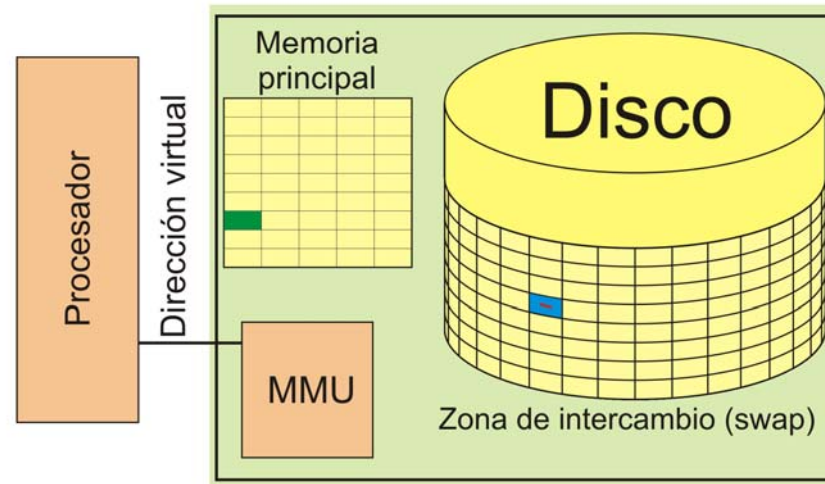 Procesador
Dirección virtual
Memoria
principal
Disco
MMU
Zona de intercambio (swap)